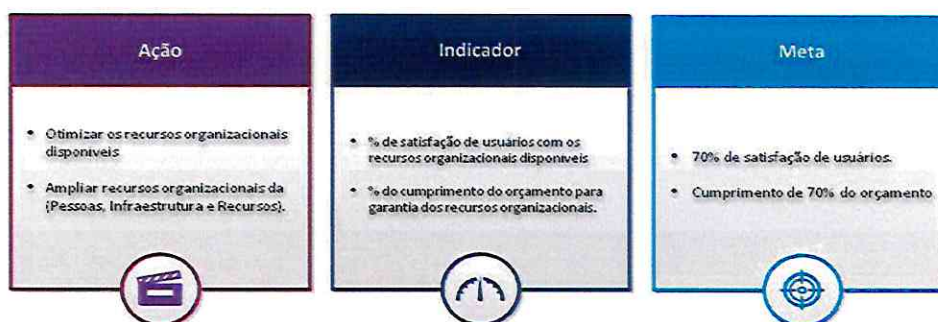 Ação
• Otimizar os recursos organizacionais
disponíveis
• Ampliar recursos organizacionais da
(Pessoas, Infraestrutura e Recursos).
Indicador
• % de satisfação de usuários com os
recursos organizacionais disponíveis
• % do cumprimento do orçamento para
garantia dos recursos organizacionais.
Meta
• 70% de satisfação de usuários.
• Cumprimento de 70% do orçamento